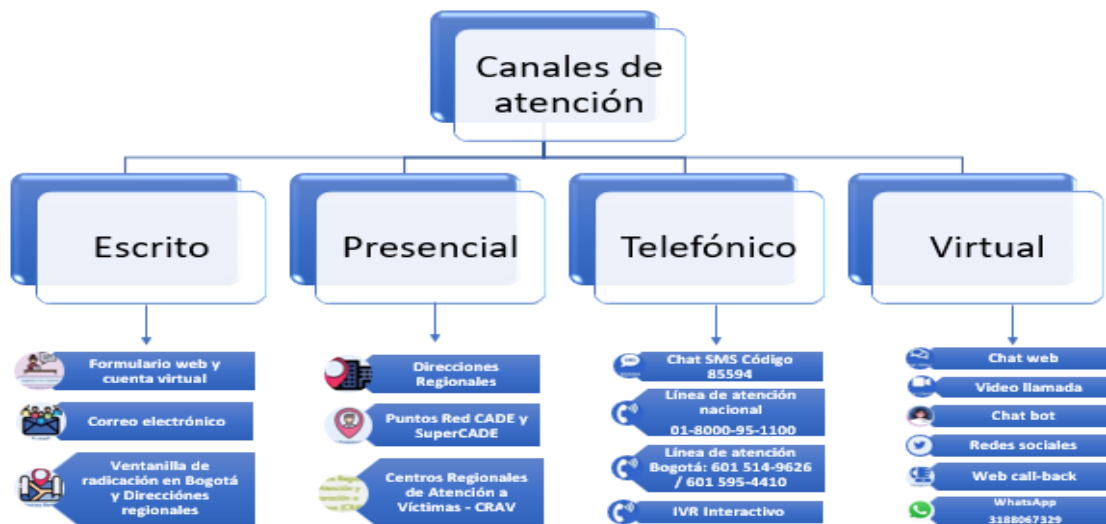 Canales de
atención
Escrito
Presencial
Telefónico
Virtual
Formulario web y
cuenta virtual
Correo electrónico
Ventanilla de
radicación en Bogotá
y Direcciónes
regionales
Direcciones
Regionales
Puntos Red CADE y
SuperCADE
Centros Regionales
de Atención a
Víctimas - CRAV
Chat SMS Código
85594
Línea de atención
nacional
01-8000-95-1100
Línea de atención
Bogotá: 601 514-9626
/ 601 595-4410
IVR Interactivo
Chat web
Video llamada
Chat bot
Redes sociales
Web call-back
WhatsApp
3188067329